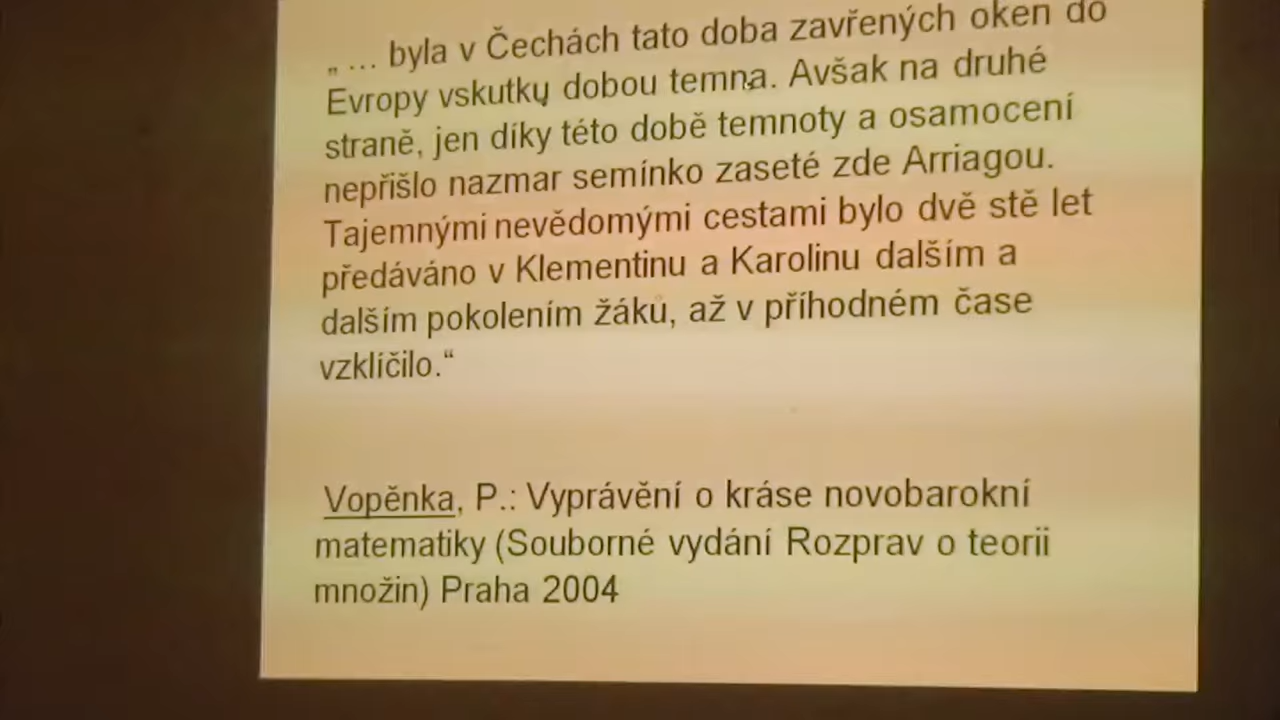 „ ... byla v Čechách tato doba zavřených oken do
Evropy vskutku dobou temna. Avšak na druhé
straně, jen díky této době temnoty a osamocení
nepřišlo nazmar semínko zaseté zde Arriagou.
Tajemnými nevědomými cestami bylo dvě stě let
předáváno v Klementinu a Karolinu dalším a
dalším pokolením žáků, až v příhodném čase
vzklíčilo.“
Vopěnka, P.: Vyprávění o kráse novobarokní
matematiky (Souborné vydání Rozprav o teorii
množin) Praha 2004